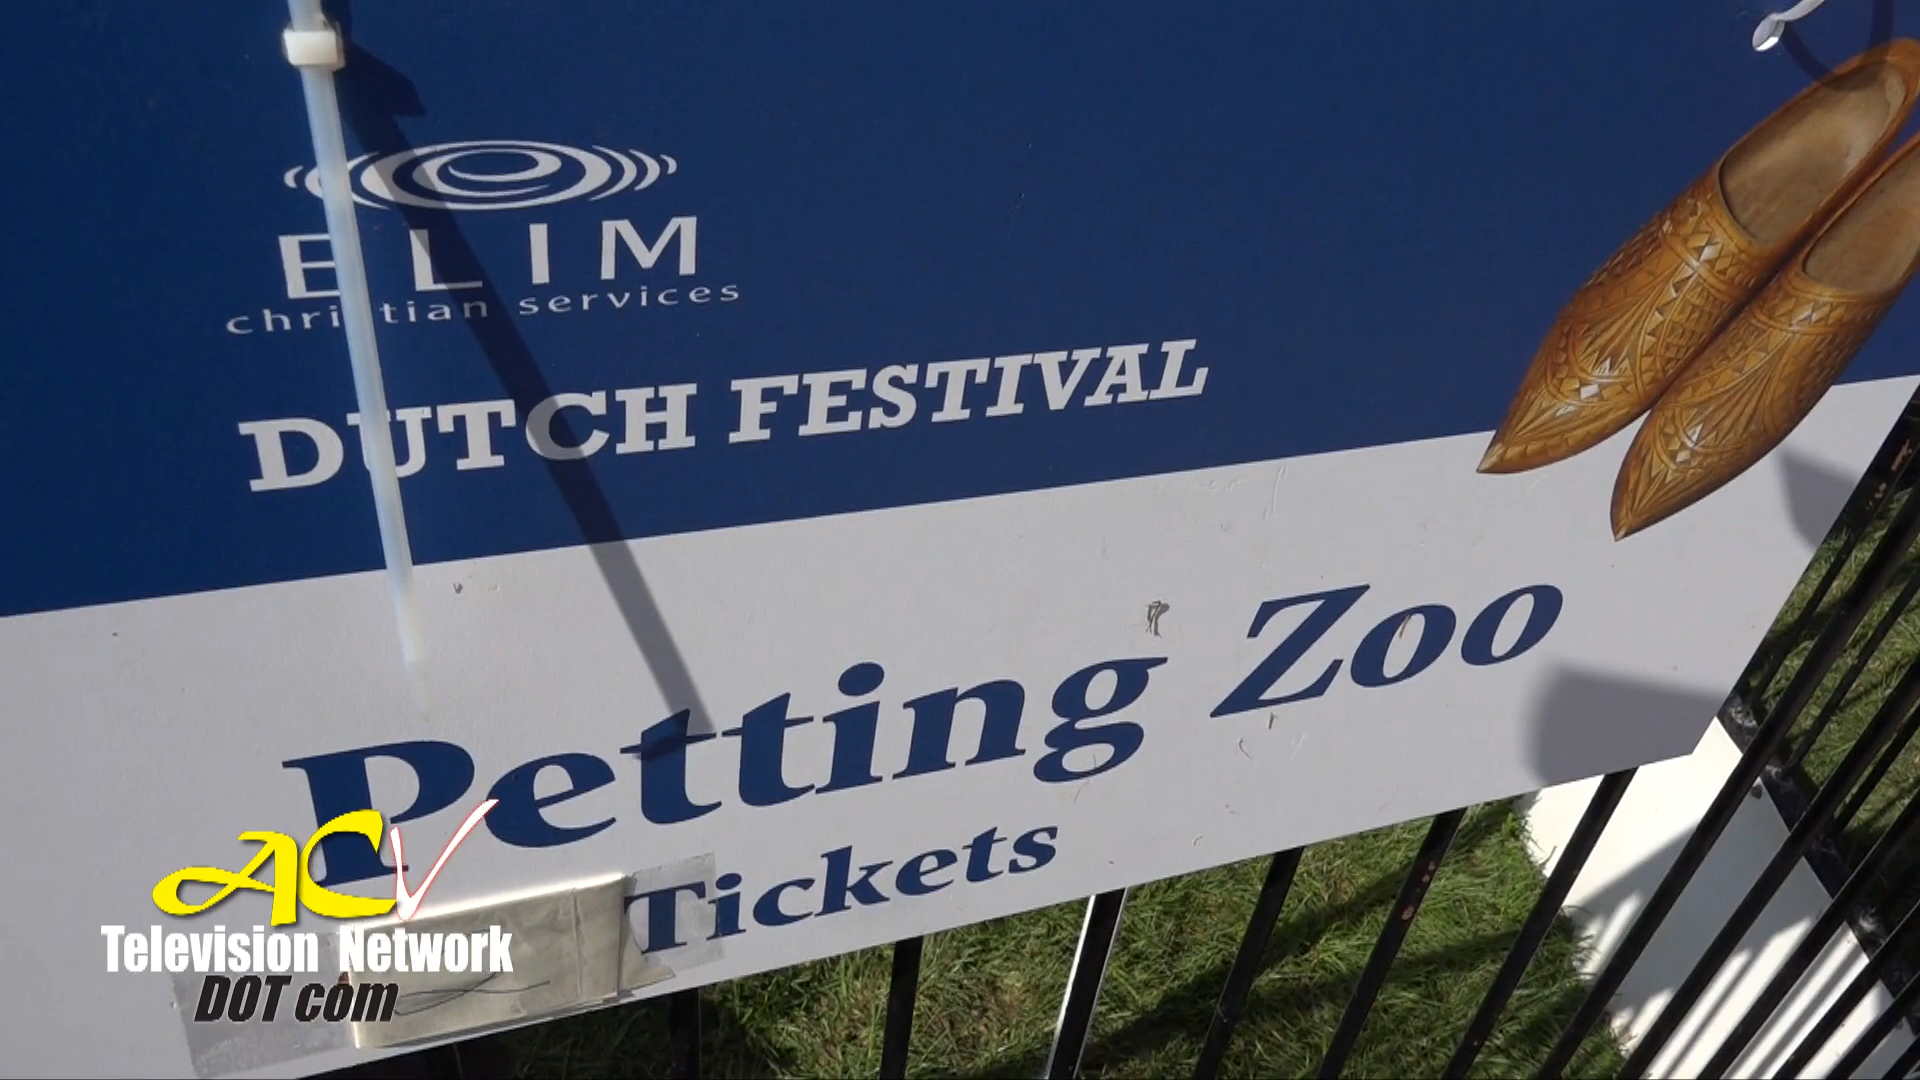 ELIM
christian services
DUTCH FESTIVAL
Petting Zoo
Tickets
ACV
Television Network
DOT com